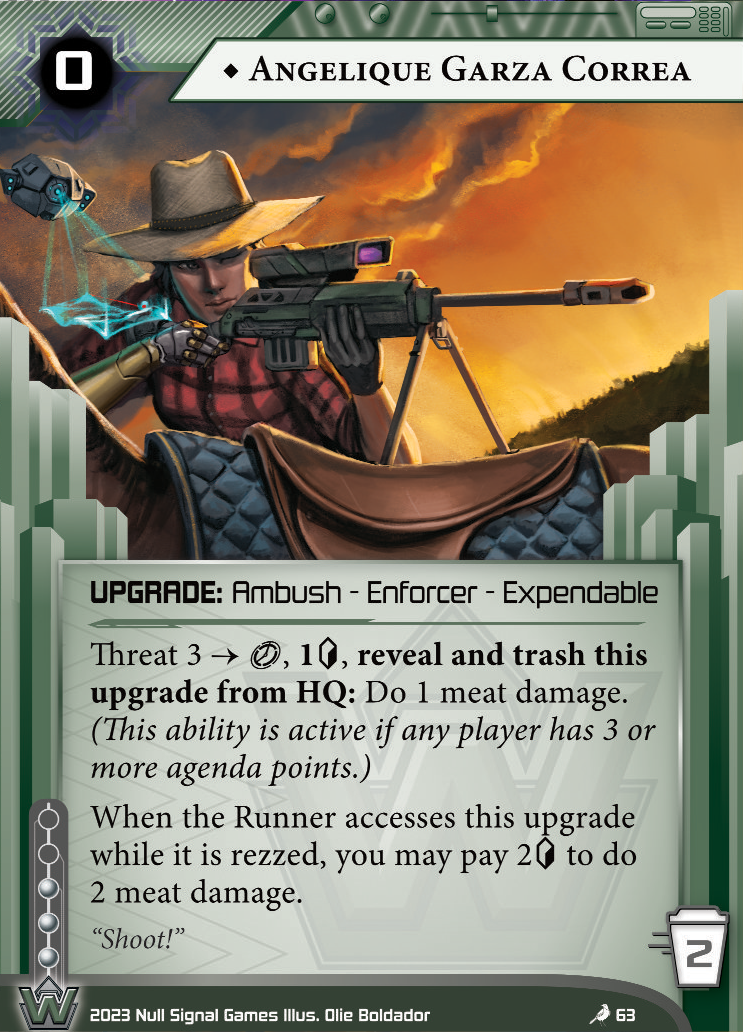 0
◆ Angelique Garza Correa
UPGRADE: Ambush - Enforcer - Expendable
Threat 3 → , 1, reveal and trash this
upgrade from HQ: Do 1 meat damage.
(This ability is active if any player has 3 or
more agenda points.)
When the Runner accesses this upgrade
while it is rezzed, you may pay 2 to do
2 meat damage.
“Shoot!”
2
W
2023 Null Signal Games Illus. Olie Boldador
63